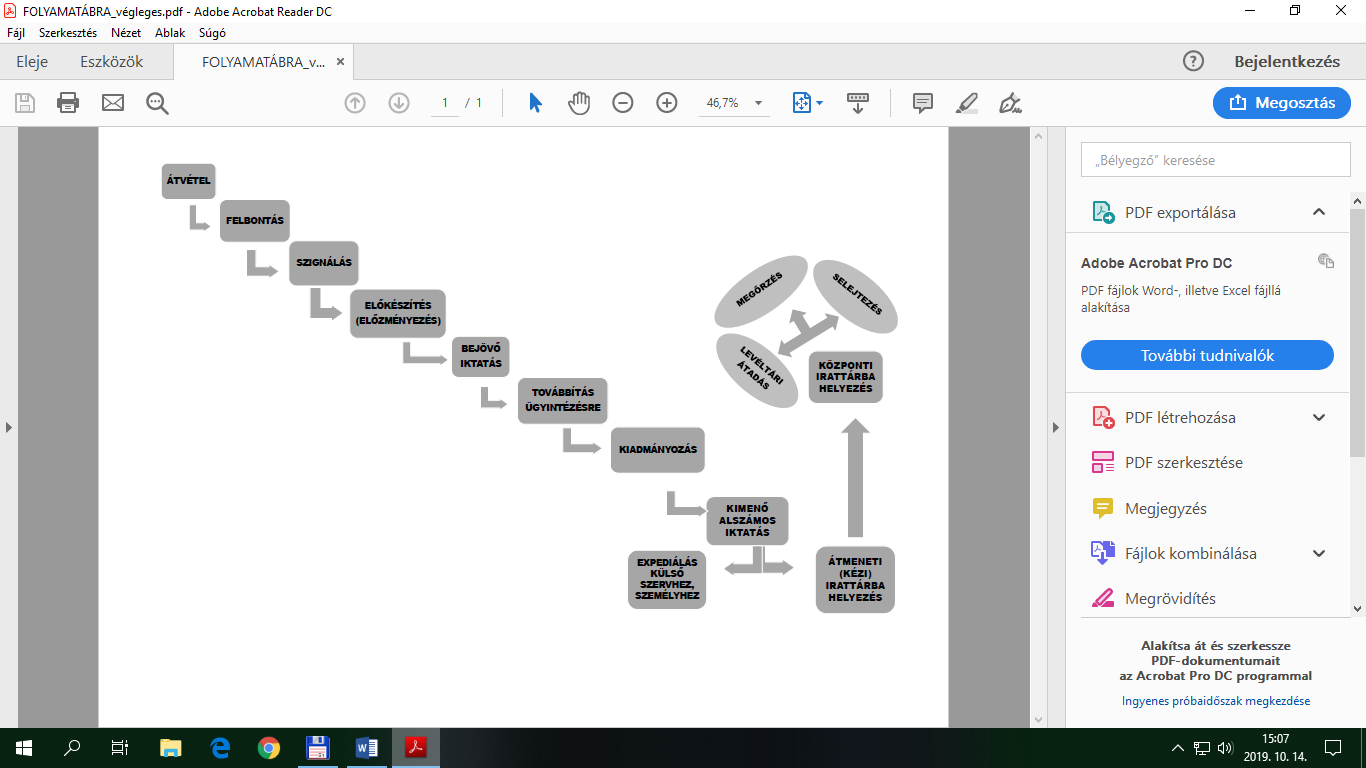 FOLYAMATÁBRA_végleges.pdf - Adobe Acrobat Reader DC
Fájl Szerkesztés Nézet Ablak Súgó
Eleje Eszközök FOLYAMATÁBRA_v... × ? Bejelentkezés
1 / 1 46,7% Megosztás
ÁTVÉTEL
FELBONTÁS
SZIGNÁLÁS
ELŐKÉSZÍTÉS
(ELŐZMÉNYEZÉS)
BEJÖVŐ
IKTATÁS
TOVÁBBÍTÁS
ÜGYINTÉZÉSRE
KIADMÁNYOZÁS
KIMENŐ
ALSZÁMOS
IKTATÁS
EXPEDIÁLÁS
KÜLSŐ
SZERVHEZ,
SZEMÉLYHEZ
ÁTMENETI
(KÉZI)
IRATTÁRBA
HELYEZÉS
KÖZPONTI
IRATTÁRBA
HELYEZÉS
MEGŐRZÉS
SELEJTEZÉS
LEVÉLTÁRI
ÁTADÁS
„Bélyegző” keresése
PDF exportálása
Adobe Acrobat Pro DC
PDF fájlok Word-, illetve Excel fájllá
alakítása
További tudnivalók
PDF létrehozása
PDF szerkesztése
Megjegyzés
Fájlok kombinálása
Megrövidítés
Alakítsa át és szerkessze
PDF-dokumentumait
az Acrobat Pro DC programmal
Ingyenes próbaidőszak megkezdése
15:07
2019. 10. 14.